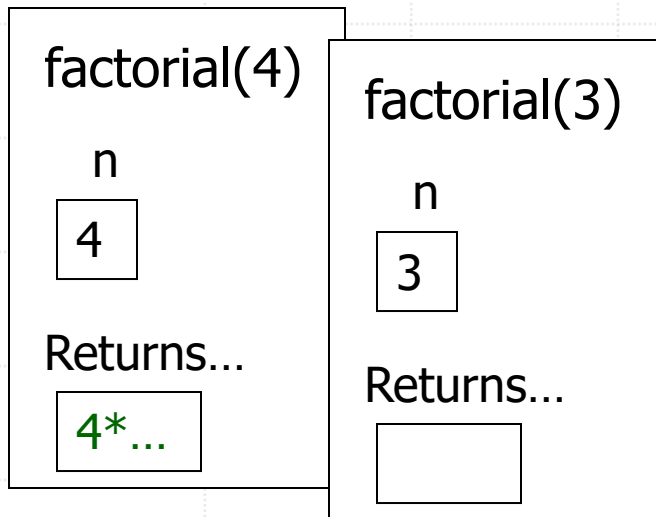 factorial(4)
n
4
Returns…
4*…
factorial(3)
n
3
Returns…